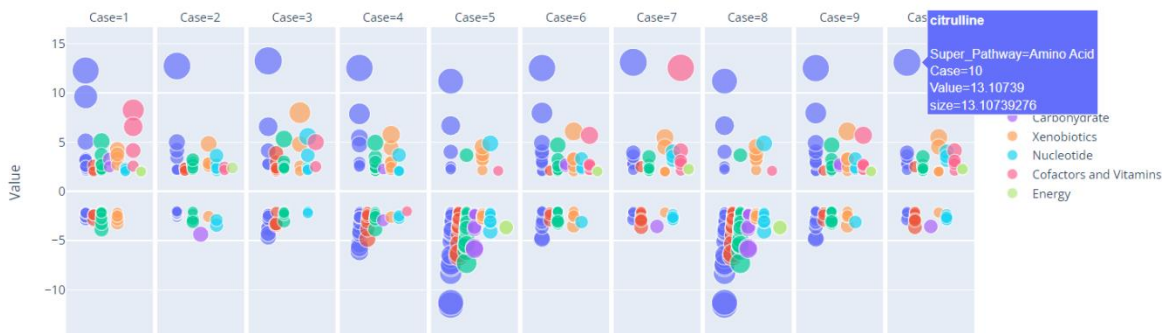 Case=1 Case=2 Case=3 Case=4 Case=5 Case=6 Case=7 Case=8 Case=9 Cas
citrulline
Super_Pathway=Amino Acid
Case=10
Value=13.10739
size=13.10739276
Value
15
10
5
0
−5
−10
Carbonydrate
Xenobiotics
Nucleotide
Cofactors and Vitamins
Energy